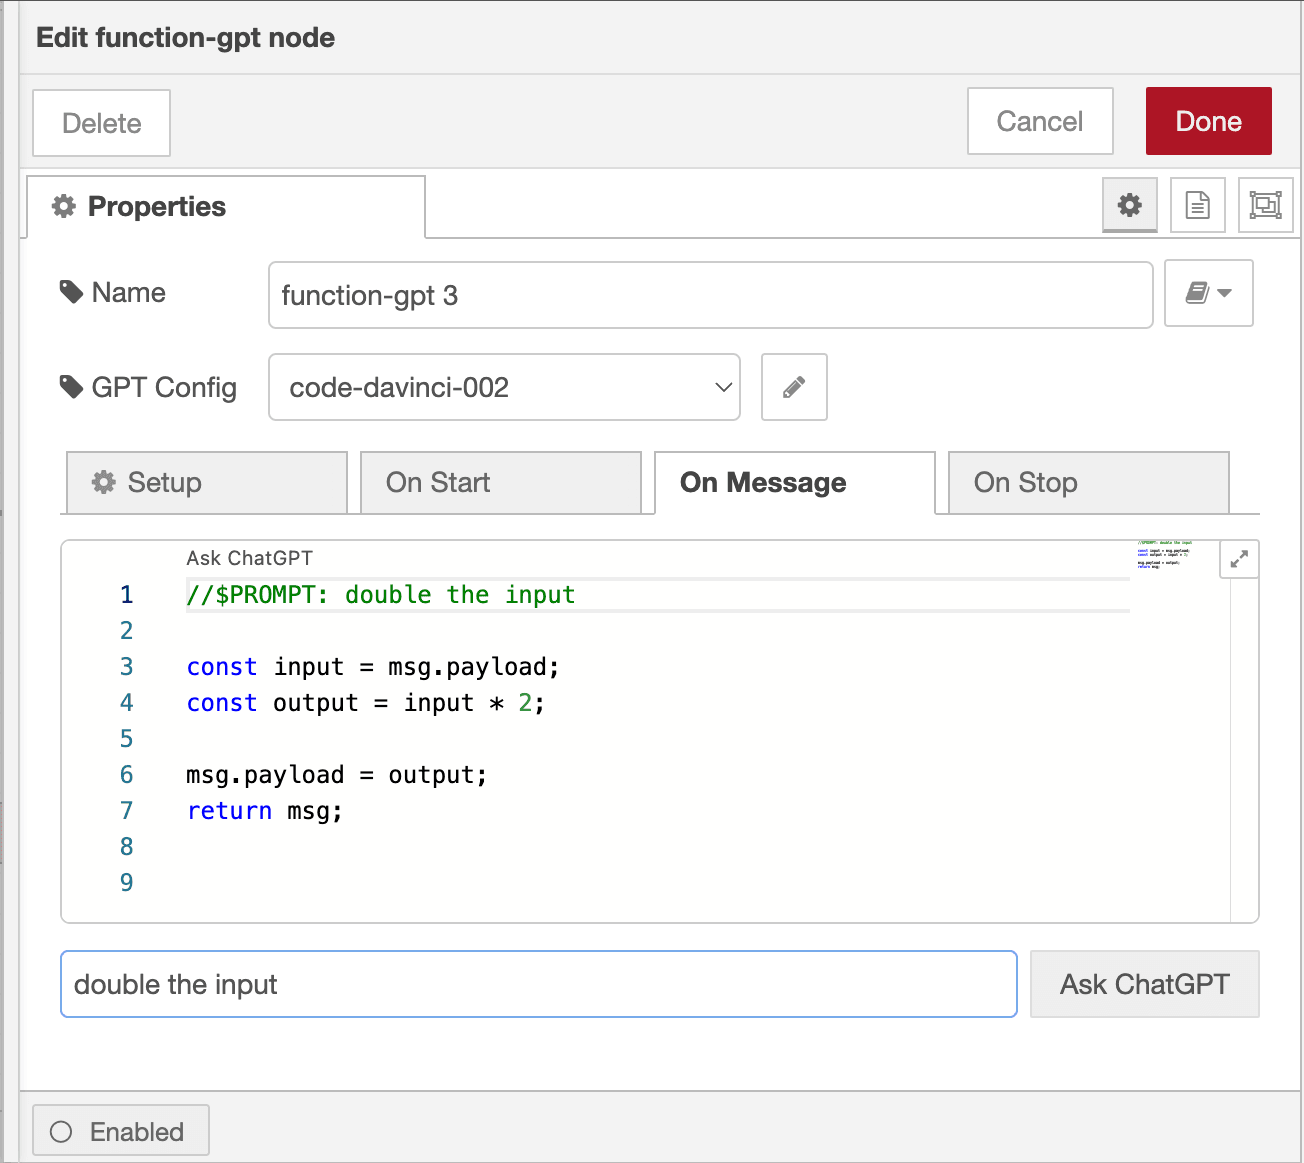 Edit function-gpt node
Delete
Cancel
Done
Properties
Name
function-gpt 3
GPT Config
code-davinci-002
Setup
On Start
On Message
On Stop
Ask ChatGPT
1 //$PROMPT: double the input
2
3 const input = msg.payload;
4 const output = input * 2;
5
6 msg.payload = output;
7 return msg;
8
9
double the input
Ask ChatGPT
Enabled